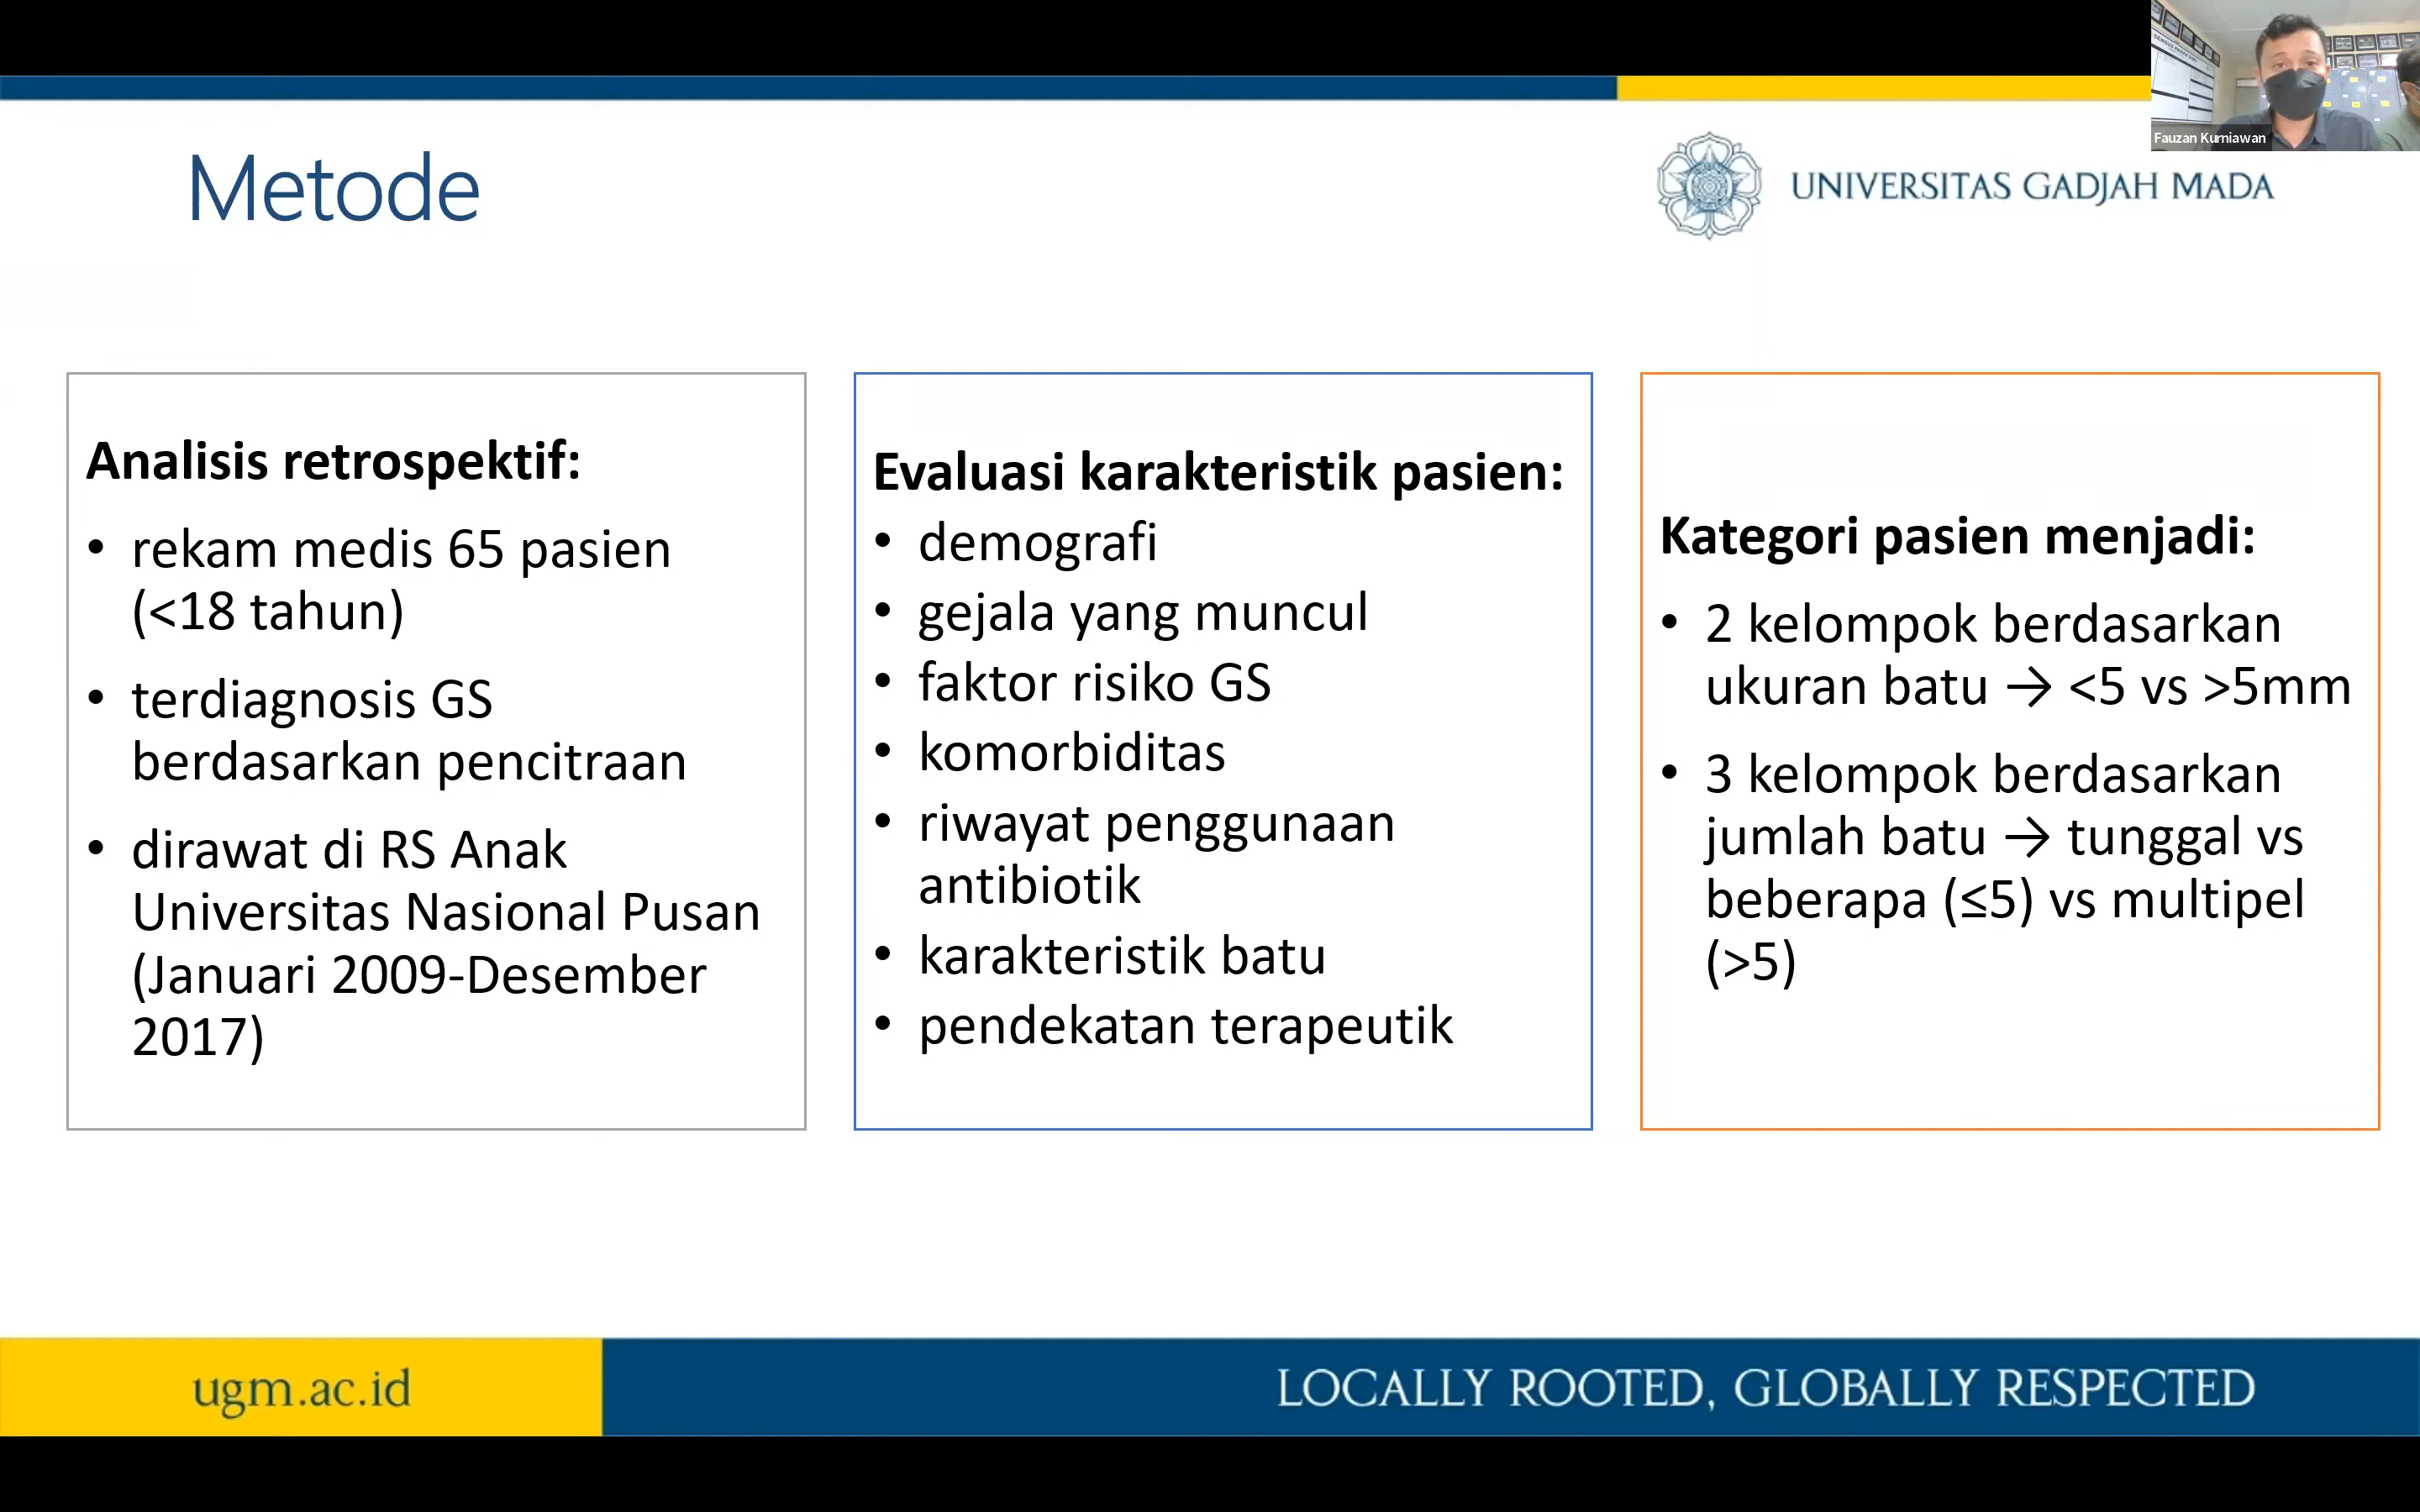 Fauzan Kurniawan
Metode
UNIVERSITAS GADJAH MADA
Analisis retrospektif:
• rekam medis 65 pasien
(<18 tahun)
• terdiagnosis GS
berdasarkan pencitraan
• dirawat di RS Anak
Universitas Nasional Pusan
(Januari 2009-Desember
2017)
Evaluasi karakteristik pasien:
• demografi
• gejala yang muncul
• faktor risiko GS
• komorbiditas
• riwayat penggunaan
antibiotik
• karakteristik batu
• pendekatan terapeutik
Kategori pasien menjadi:
• 2 kelompok berdasarkan
ukuran batu → <5 vs >5mm
• 3 kelompok berdasarkan
jumlah batu → tunggal vs
beberapa (≤5) vs multipel
(>5)
ugm.ac.id
LOCALLY ROOTED, GLOBALLY RESPECTED